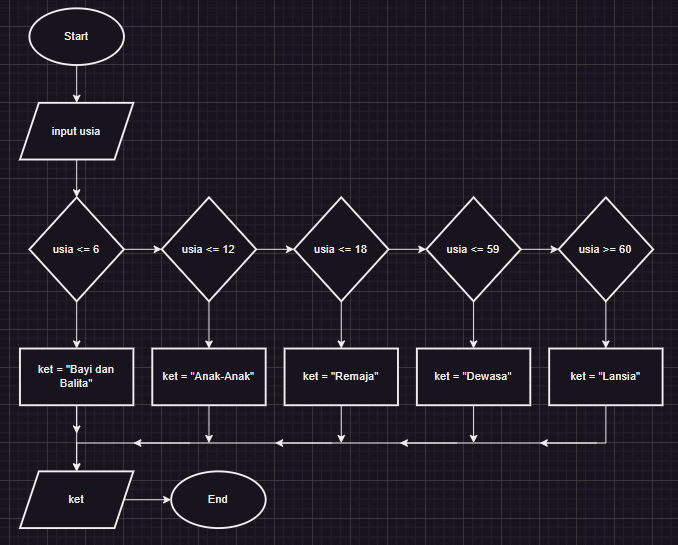 Start
input usia
usia <= 6
usia <= 12
usia <= 18
usia <= 59
usia >= 60
ket = "Bayi dan
Balita"
ket = "Anak-Anak"
ket = "Remaja"
ket = "Dewasa"
ket = "Lansia"
ket
End